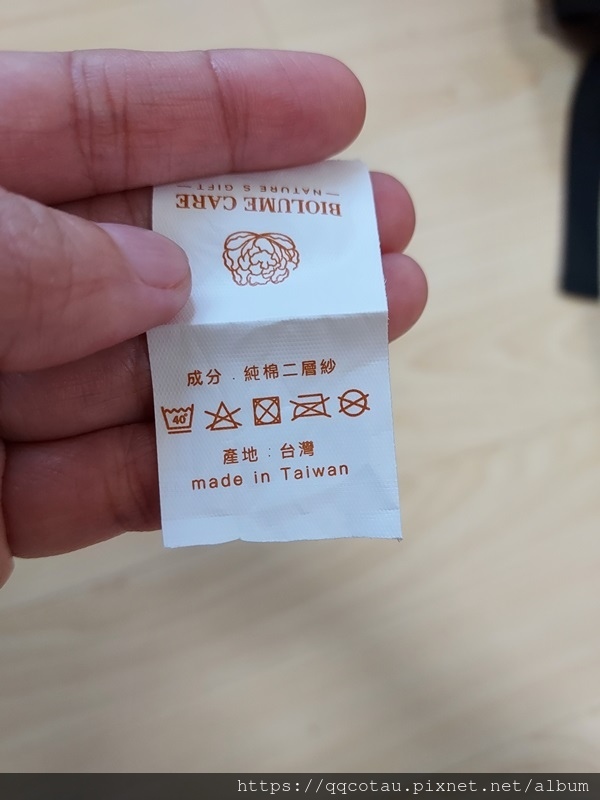 BIOLUME CARE
NATURE'S GIFT
成分：純棉二層紗
40°
產地：台灣
made in Taiwan
https://qqcotau.pixnet.net/album